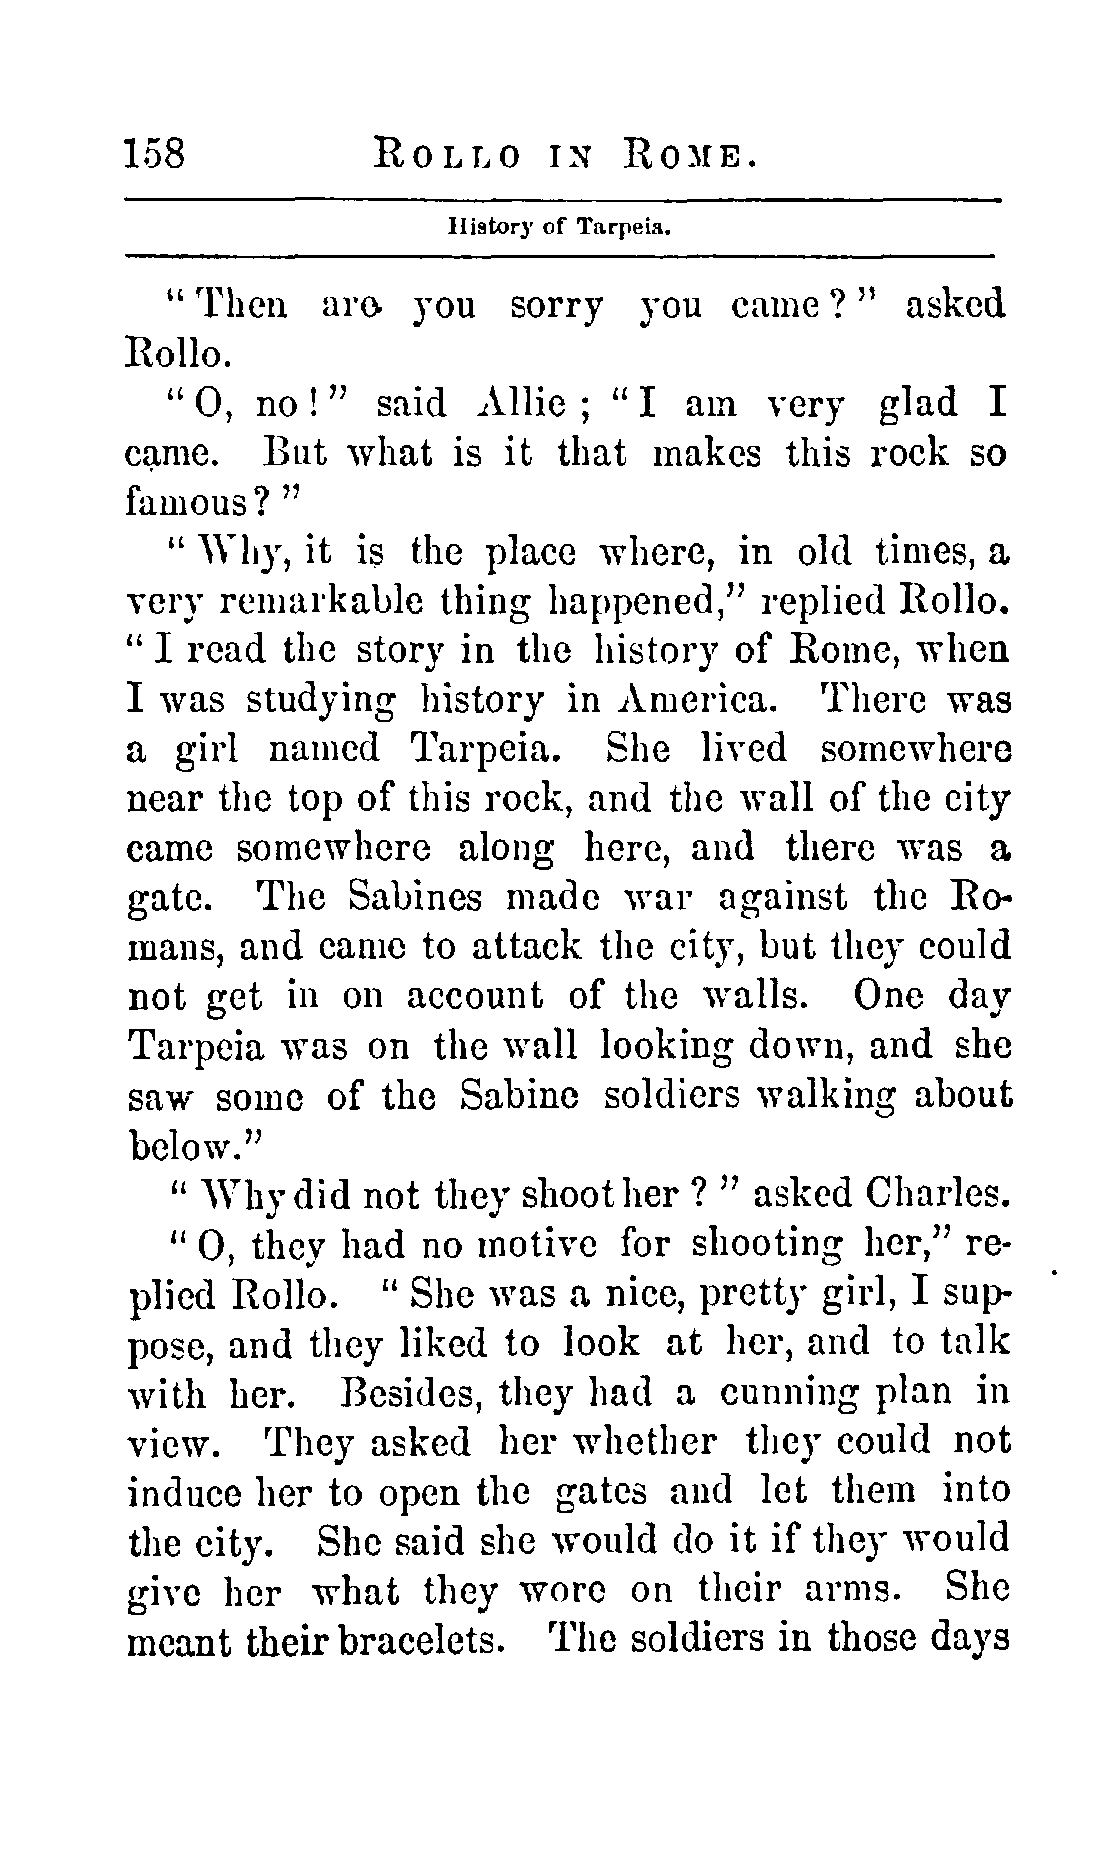 158 ROLLO IN ROME.
History of Tarpeia.
“ Then are you sorry you came ? ” asked
Rollo.
“ O, no ! ” said Allie ; “ I am very glad I
came. But what is it that makes this rock so
famous ? ”
“ Why, it is the place where, in old times, a
very remarkable thing happened,” replied Rollo.
“ I read the story in the history of Rome, when
I was studying history in America. There was
a girl named Tarpeia. She lived somewhere
near the top of this rock, and the wall of the city
came somewhere along here, and there was a
gate. The Sabines made war against the Ro-
mans, and came to attack the city, but they could
not get in on account of the walls. One day
Tarpeia was on the wall looking down, and she
saw some of the Sabine soldiers walking about
below.”
“ Why did not they shoot her ? ” asked Charles.
“ O, they had no motive for shooting her,” re-
plied Rollo. “ She was a nice, pretty girl, I sup-
pose, and they liked to look at her, and to talk
with her. Besides, they had a cunning plan in
view. They asked her whether they could not
induce her to open the gates and let them into
the city. She said she would do it if they would
give her what they wore on their arms. She
meant their bracelets. The soldiers in those days